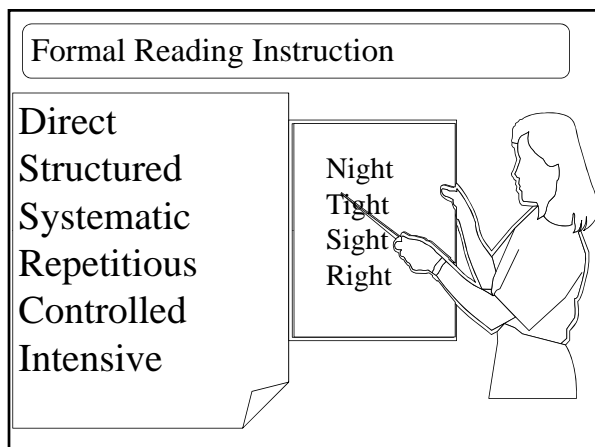 Formal Reading Instruction
Direct
Structured
Systematic
Repetitious
Controlled
Intensive
Night
Tight
Sight
Right